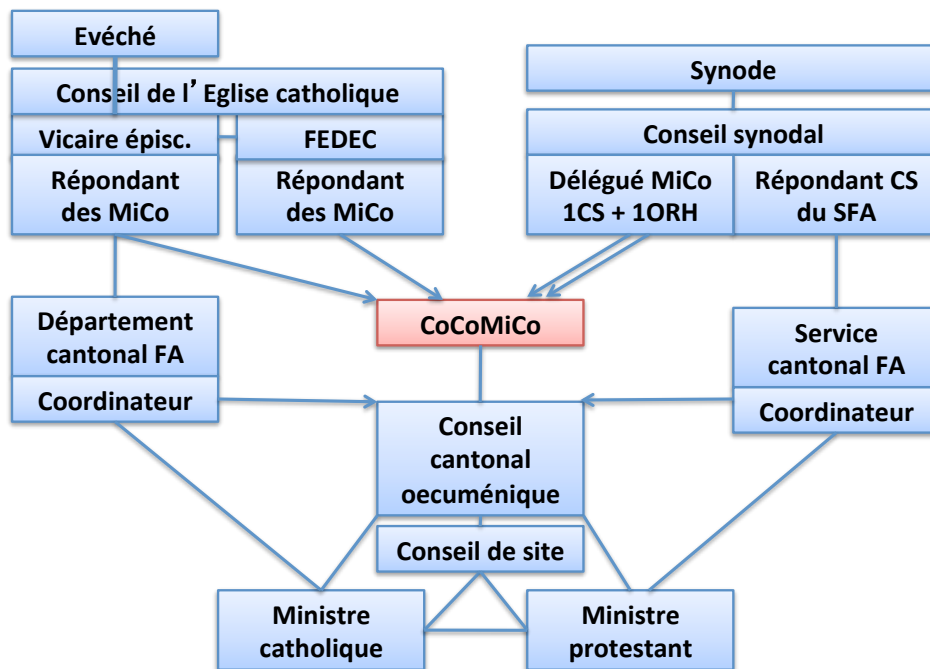 Evéché
Conseil de l’ Eglise catholique
Vicaire épisc.
FEDEC
Répondant
des MiCo
Répondant
des MiCo
Synode
Conseil synodal
Délégué MiCo
1CS + 1ORH
Répondant CS
du SFA
CoCoMiCo
Département
cantonal FA
Coordinateur
Service
cantonal FA
Coordinateur
Conseil
cantonal
oecuménique
Conseil de site
Ministre
catholique
Ministre
protestant